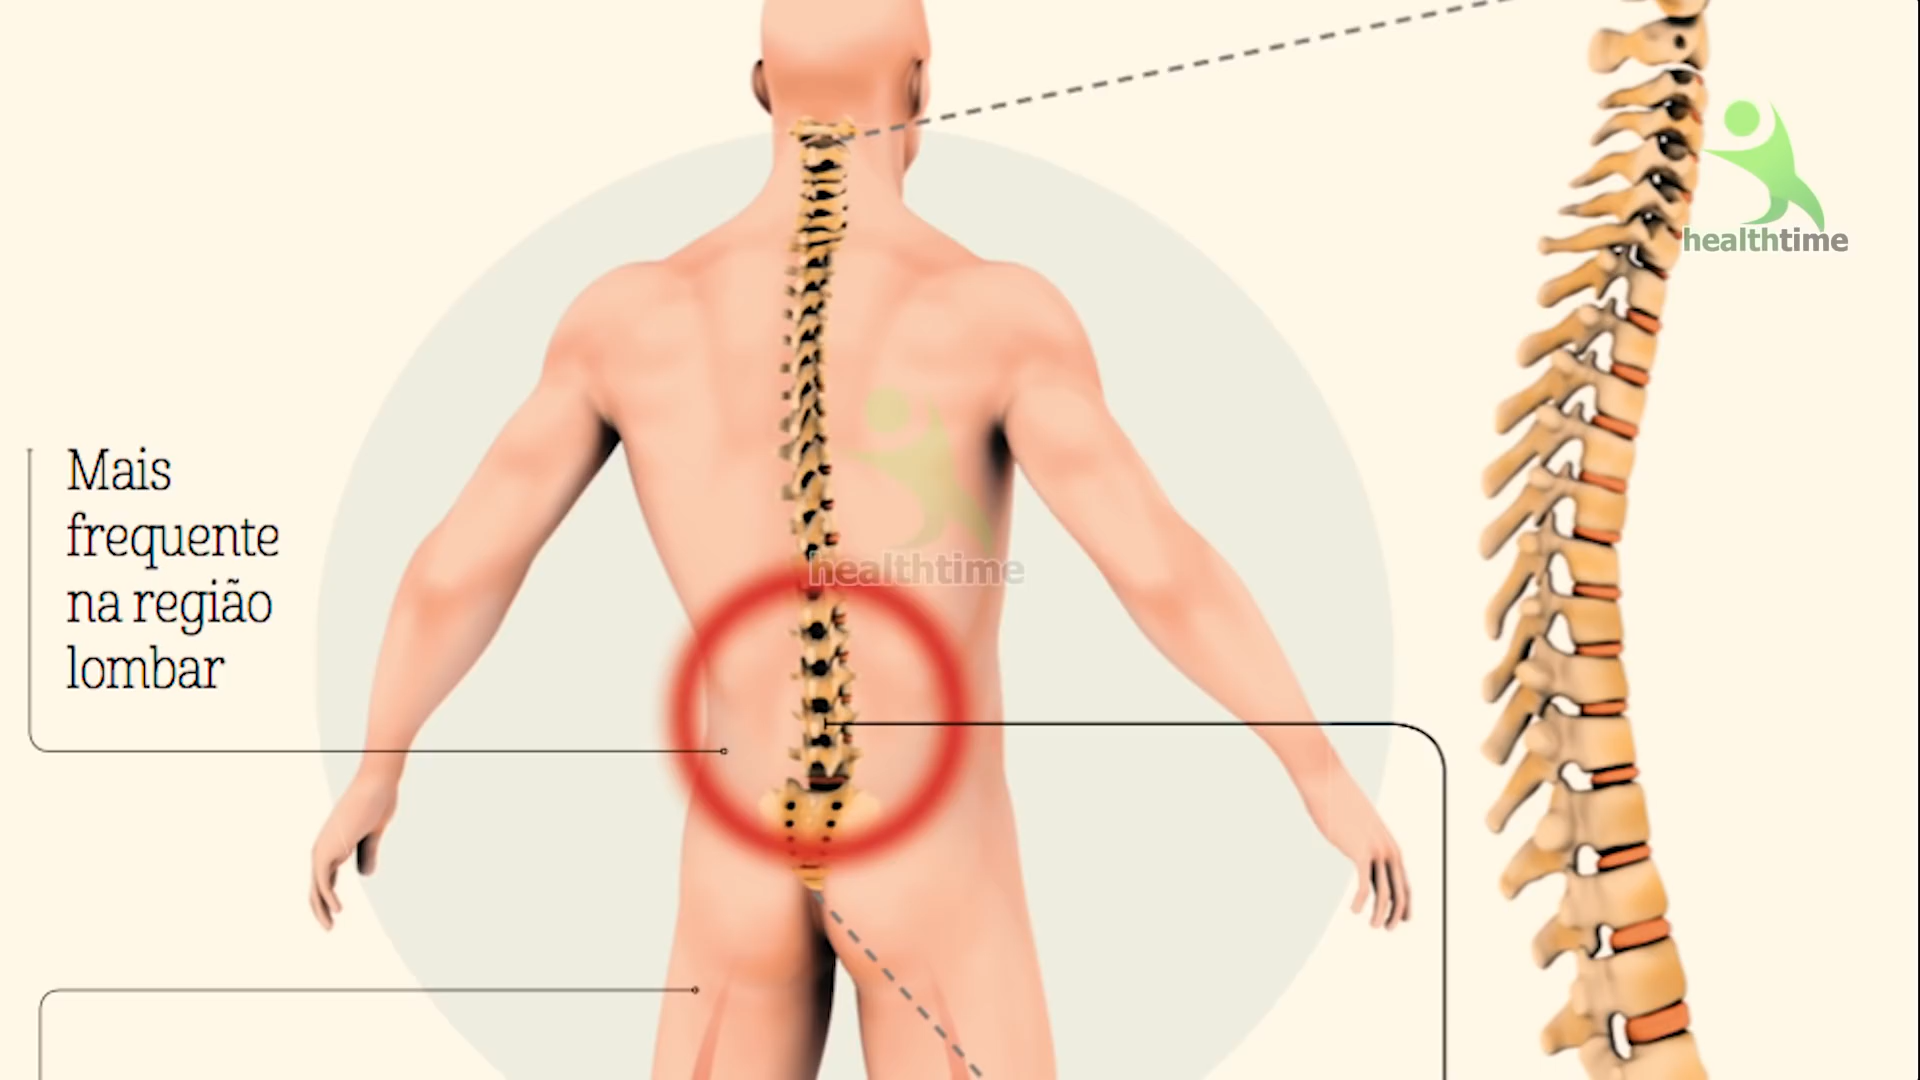 healthtime
Mais
frequente
na região
lombar
healthtime